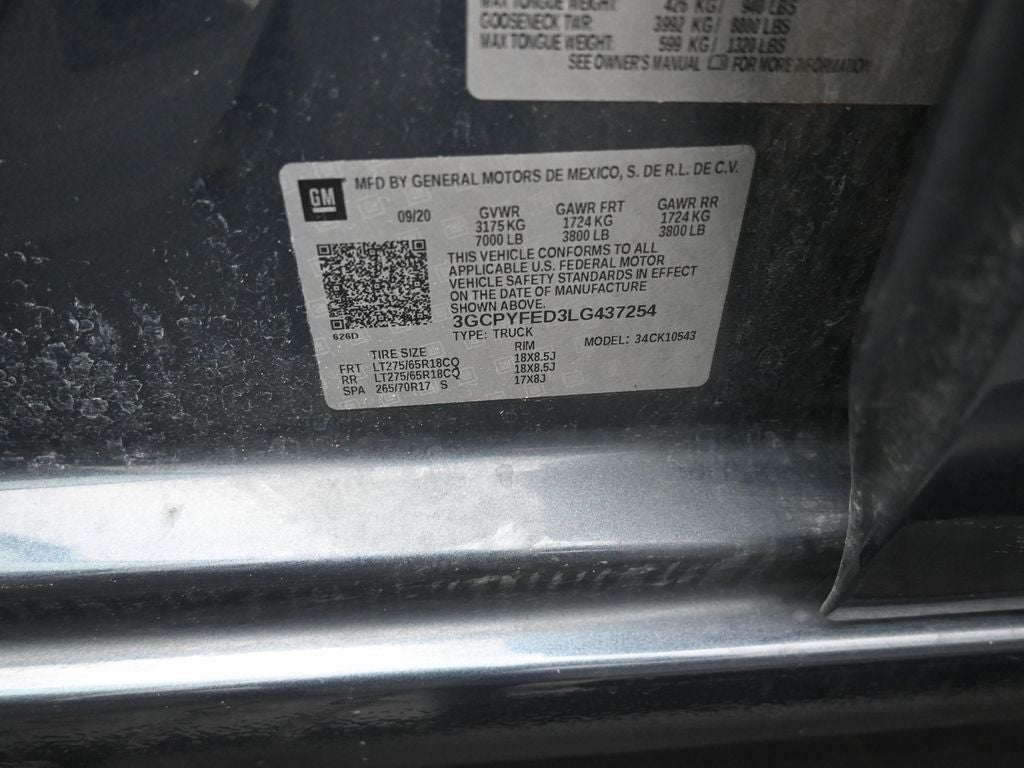 MAX TONGUE WEIGHT: 426 KG/ 940 LBS
GOOSENECK TWR: 3992 KG/ 8800 LBS
MAX TONGUE WEIGHT: 599 KG/ 1320 LBS
SEE OWNER'S MANUAL FOR MORE INFORMATION
GM
MFD BY GENERAL MOTORS DE MEXICO, S. DE R.L. DE C.V.
09/20 GVWR GAWR FRT GAWR RR
3175 KG 1724 KG 1724 KG
7000 LB 3800 LB 3800 LB
THIS VEHICLE CONFORMS TO ALL
APPLICABLE U.S. FEDERAL MOTOR
VEHICLE SAFETY STANDARDS IN EFFECT
ON THE DATE OF MANUFACTURE
SHOWN ABOVE.
3GCPYFED3LG437254
626D
TYPE: TRUCK MODEL: 34CK10543
TIRE SIZE RIM
FRT LT275/65R18CQ 18X8.5J
RR LT275/65R18CQ 18X8.5J
SPA 265/70R17 S 17X8J